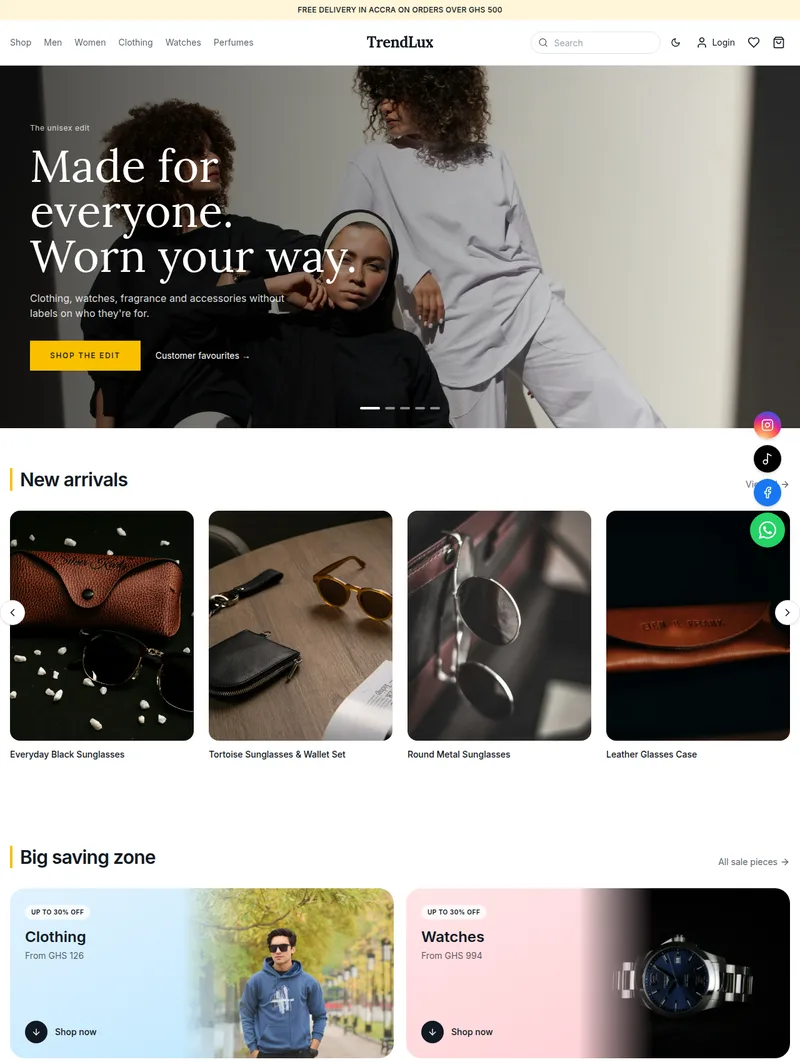 FREE DELIVERY IN ACCRA ON ORDERS OVER GHS 500
Shop Men Women Clothing Watches Perfumes
TrendLux
Search
Login
The unisex edit
Made for
everyone.
Worn your way.
Clothing, watches, fragrance and accessories without
labels on who they're for.
SHOP THE EDIT
Customer favourites →
New arrivals
Everyday Black Sunglasses
Tortoise Sunglasses & Wallet Set
Round Metal Sunglasses
Leather Glasses Case
Big saving zone
All sale pieces →
UP TO 30% OFF
Clothing
From GHS 126
Shop now
UP TO 30% OFF
Watches
From GHS 994
Shop now